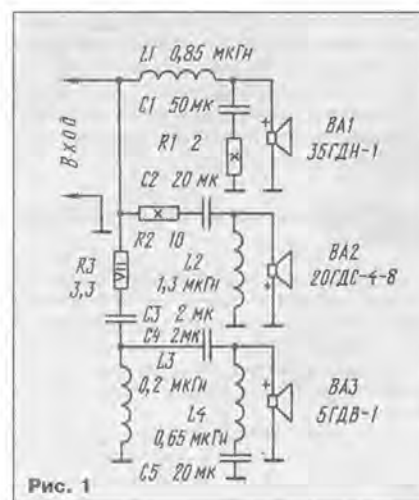 L1 0,85 мкГн
C1 50 мк
R1 2
BA1
35ГДН-1
Вход
C2 20 мк
R2 10
L2
1,3 мкГн
BA2
20ГДС-4-8
R3
3,3
C3 2 мк
C4 2мк
L3
0,2 мкГн
L4
0,65 мкГн
BA3
5ГДВ-1
C5 20 мк
Рис. 1